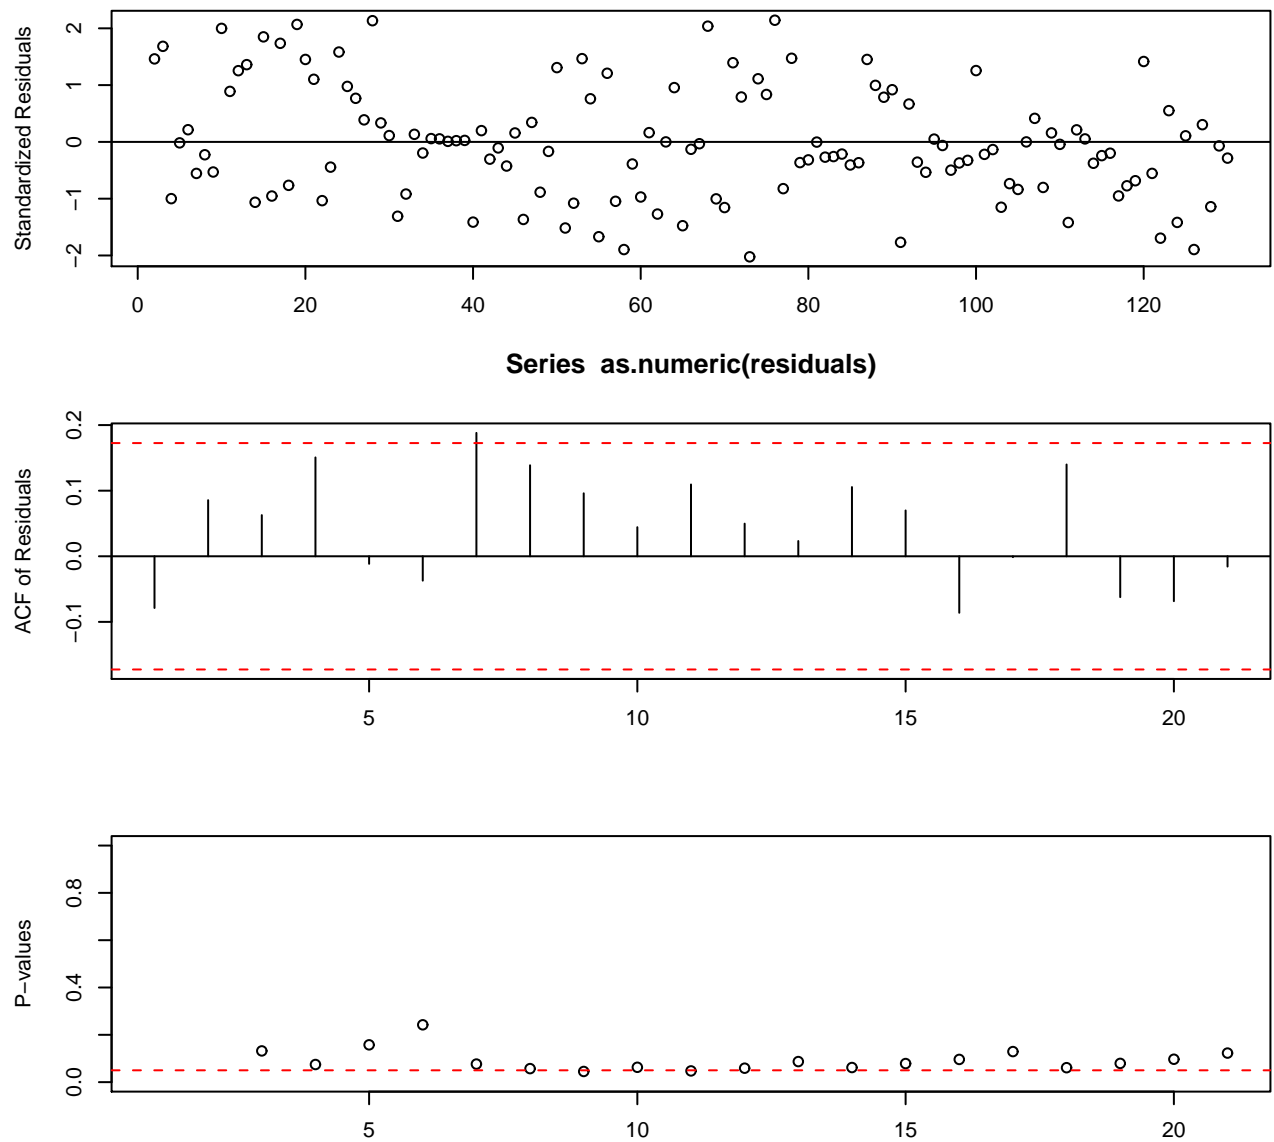 Standardized Residuals
2
1
0
−1
−2
0 20 40 60 80 100 120
Series as.numeric(residuals)
ACF of Residuals
0.2
0.1
0.0
−0.1
5 10 15 20
P−values
0.8
0.4
0.0
5 10 15 20